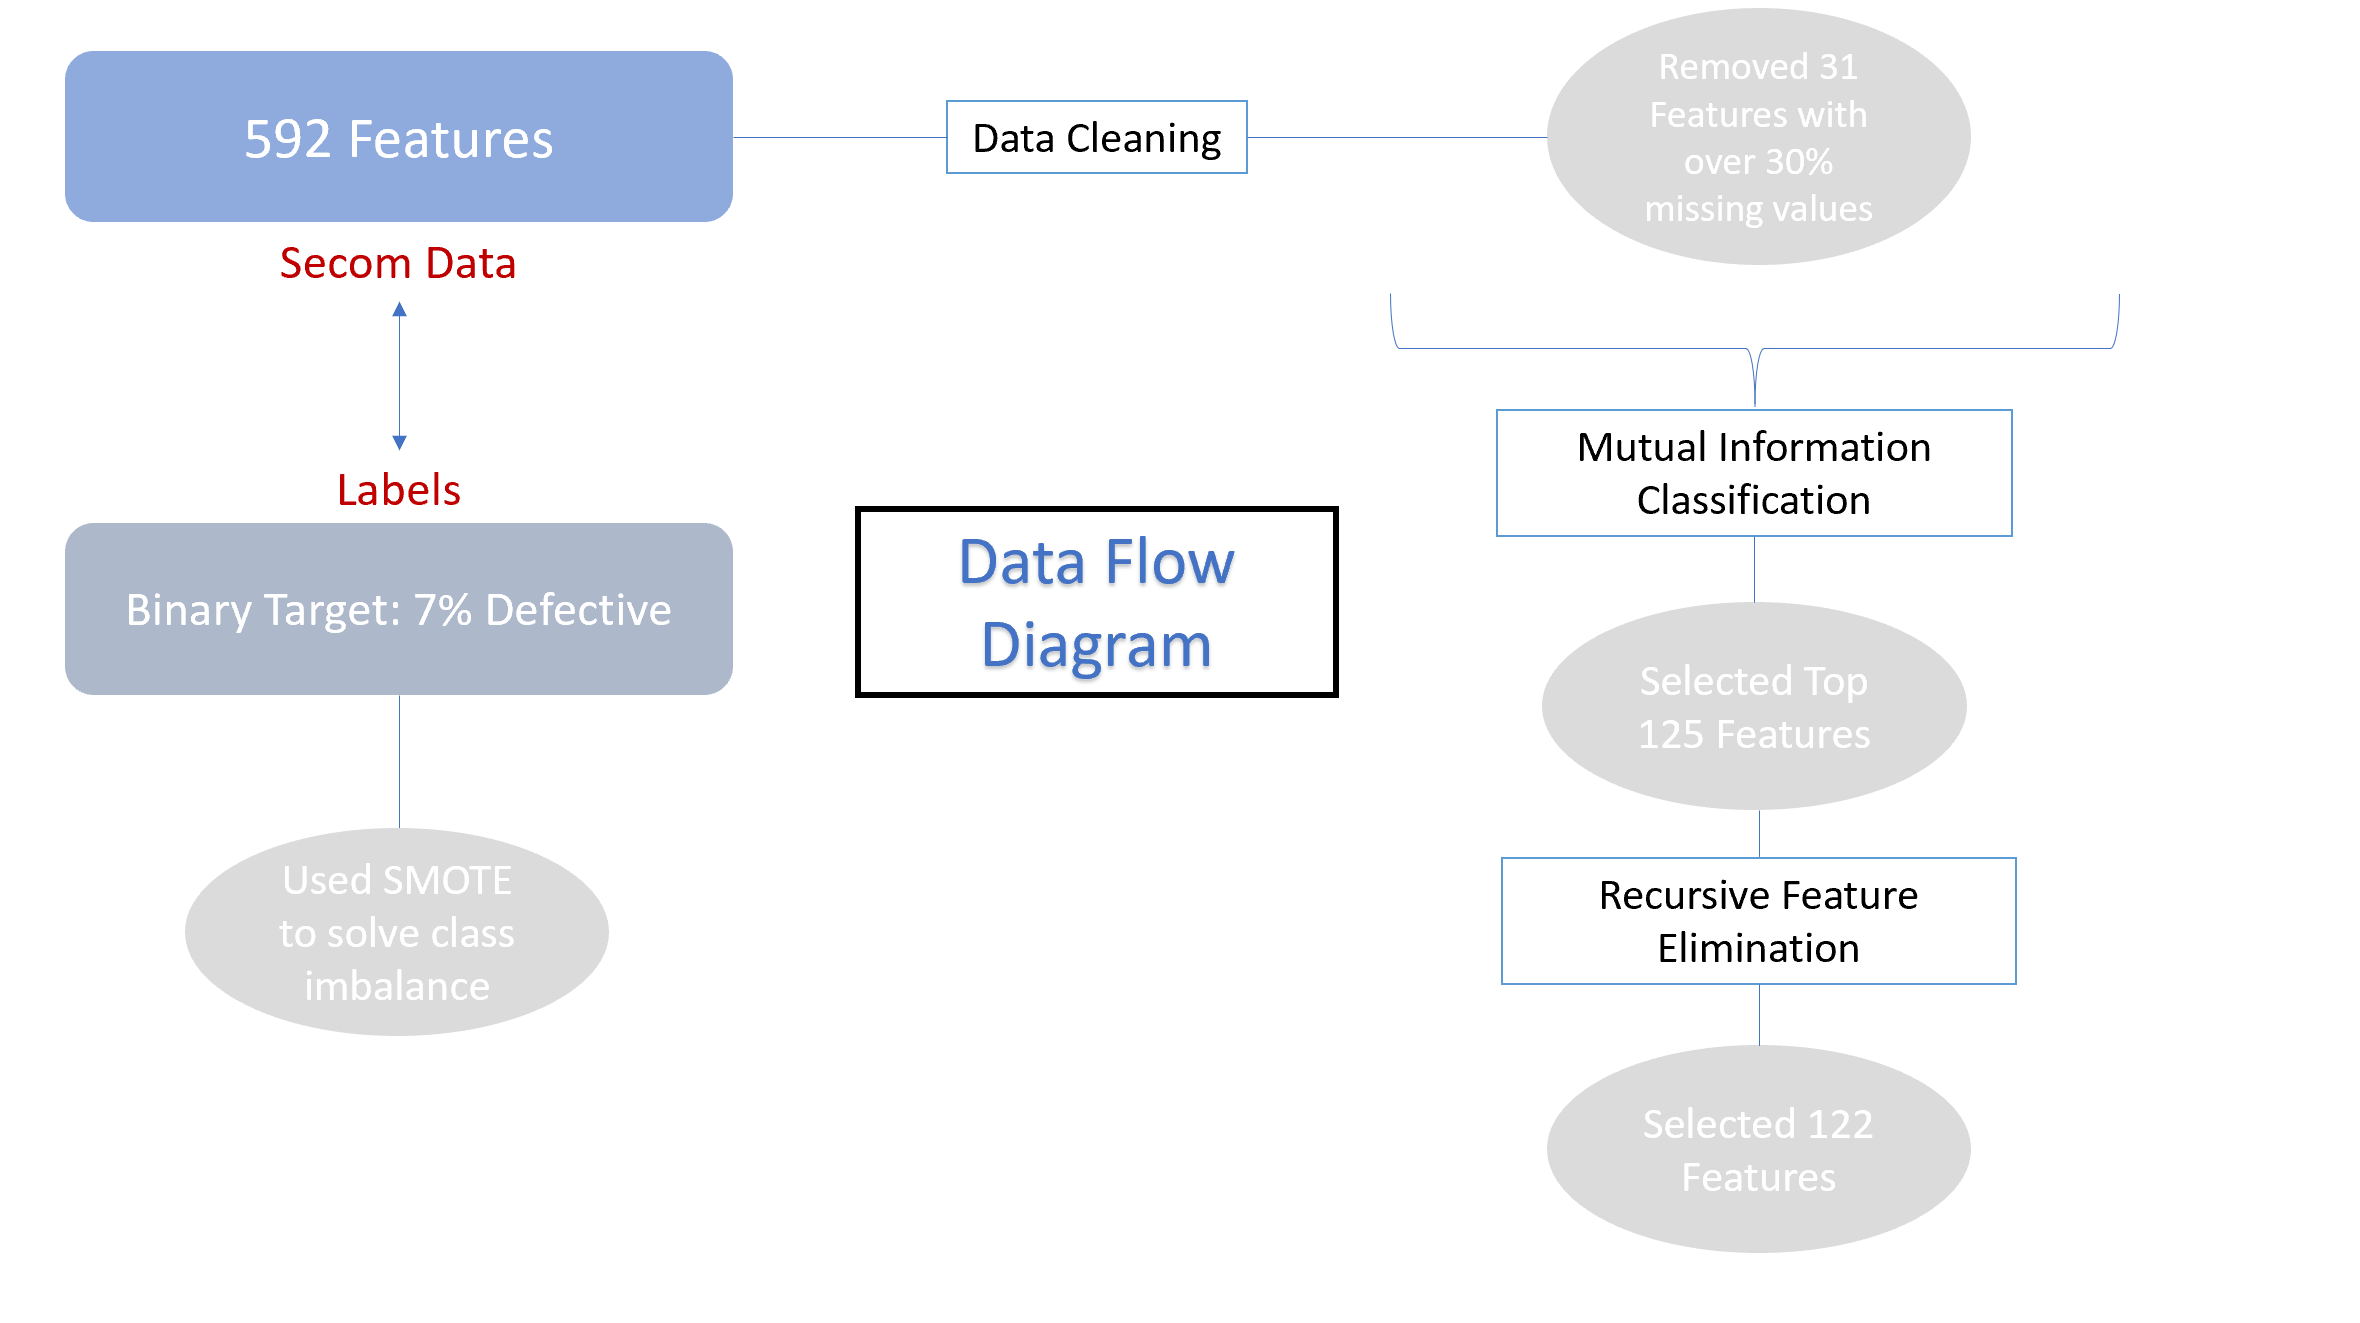 592 Features
Secom Data
Labels
Binary Target: 7% Defective
Used SMOTE
to solve class
imbalance
Data Cleaning
Data Flow
Diagram
Removed 31
Features with
over 30%
missing values
Mutual Information
Classification
Selected Top
125 Features
Recursive Feature
Elimination
Selected 122
Features